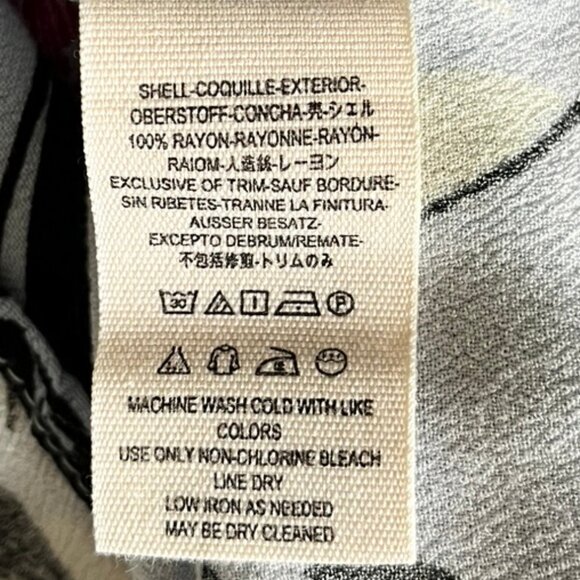 SHELL-COQUILLE-EXTERIOR-
OBERSTOFF-CONCHA-壳-シェル
100% RAYON-RAYONNE-RAYON-
RAIOM-人造絲-レーヨン
EXCLUSIVE OF TRIM-SAUF BORDURE-
SIN RIBETES-TRANNE LA FINITURA-
AUSSER BESATZ-
EXCEPTO DEBRUM/REMATE-
不包括修剪-トリムのみ
30 P
MACHINE WASH COLD WITH LIKE
COLORS
USE ONLY NON-CHLORINE BLEACH
LINE DRY
LOW IRON AS NEEDED
MAY BE DRY CLEANED